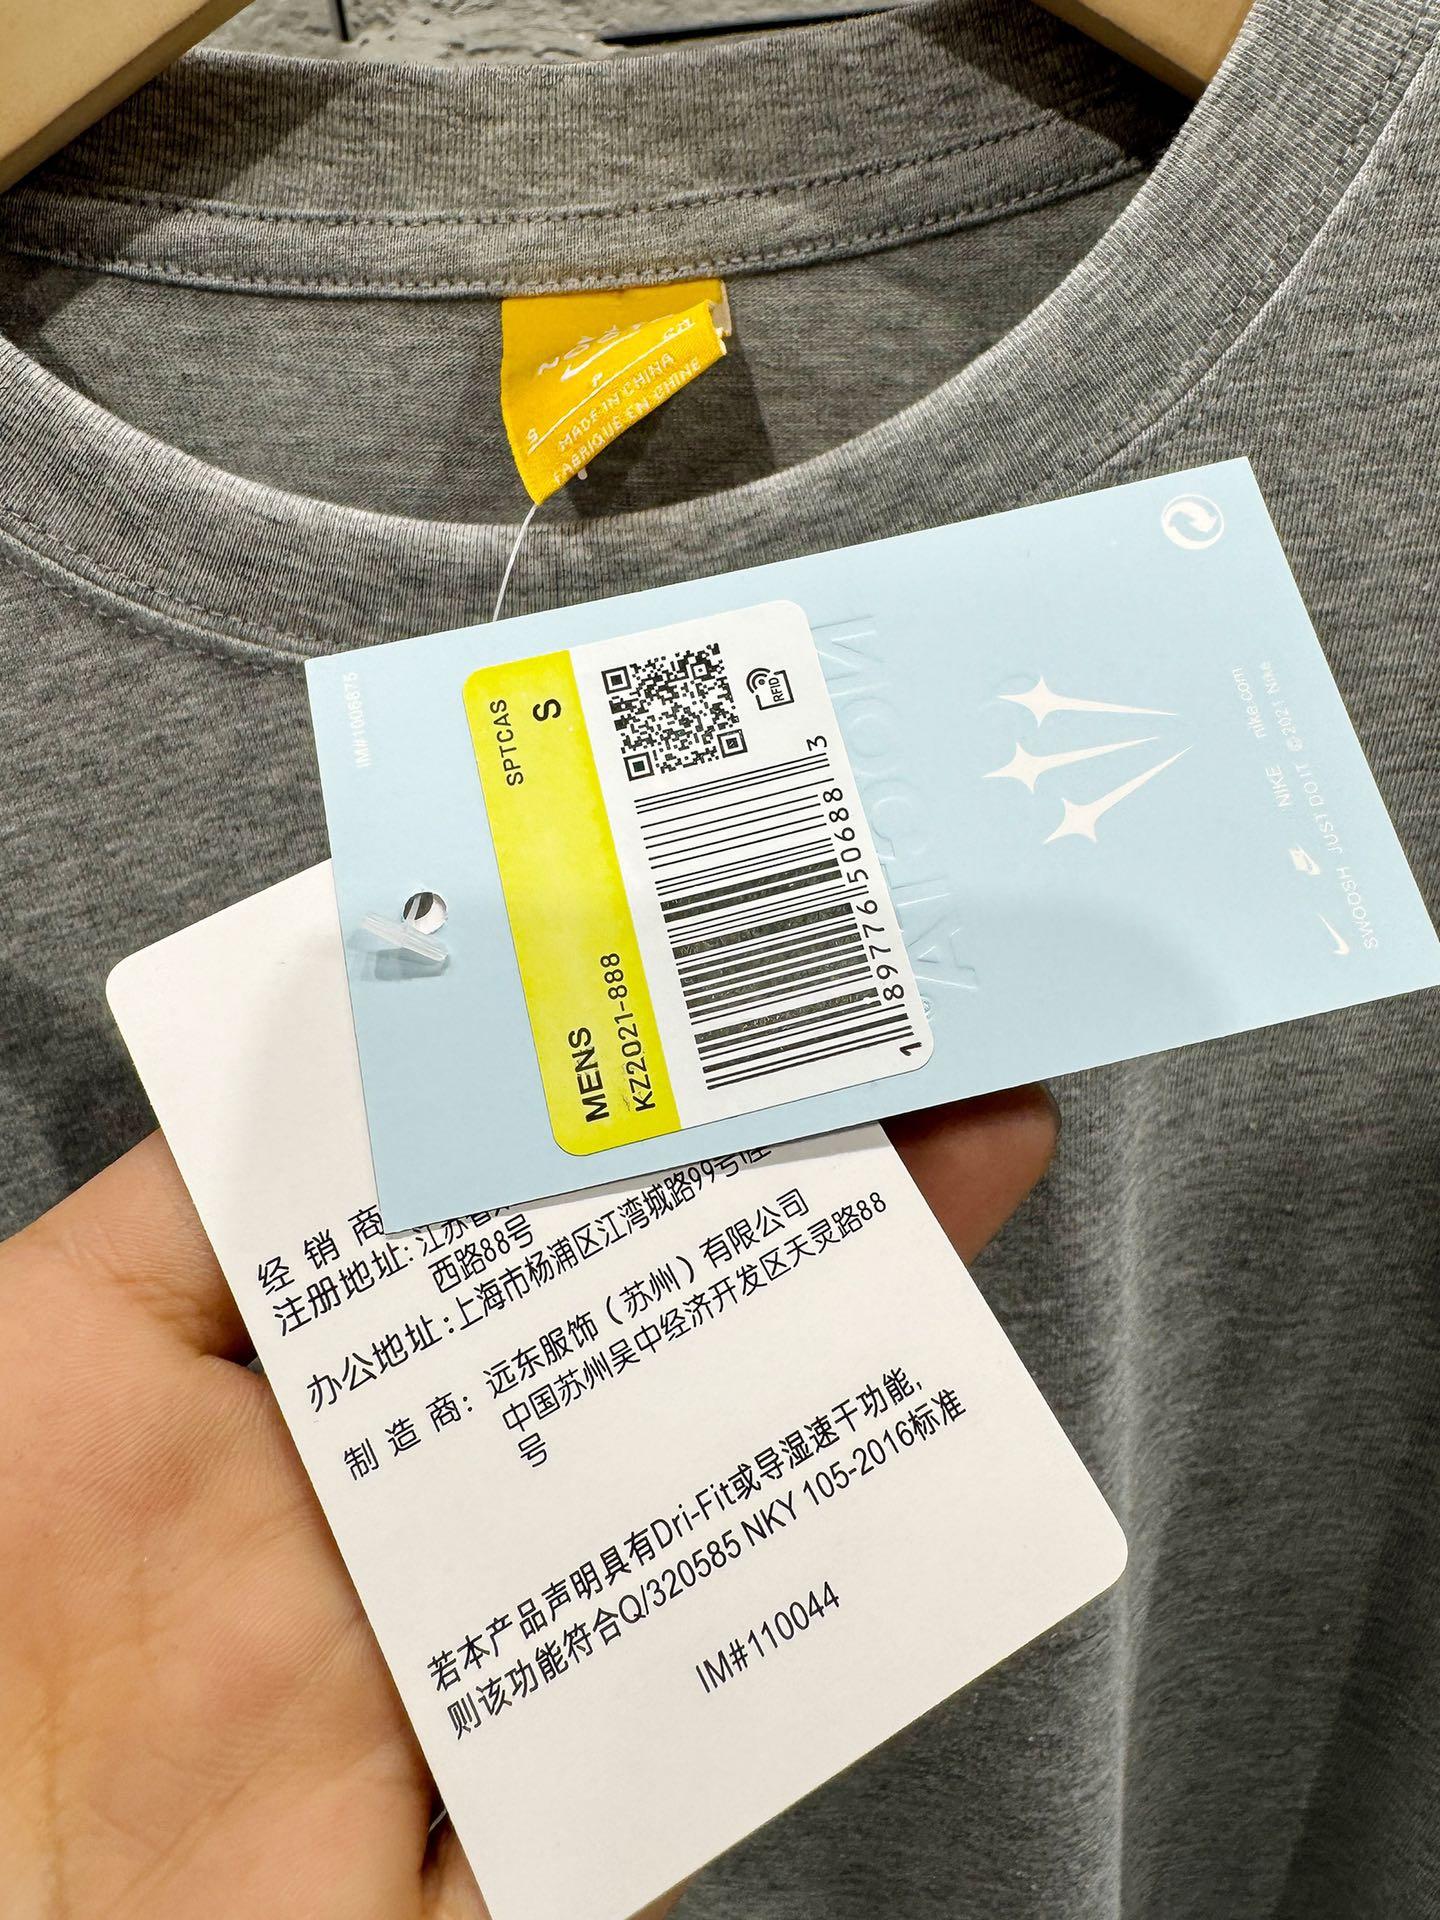 MADE IN CHINA
FABRIQUE EN CHINE
IM#1006875
SPTCAS
S
MENS
KZ2021-888
RFID
1 89776 50688 3
NOCTA
SWOOSH JUST DO IT © 2021 NIKE
NIKE nike.com
经 销 商
注册地址: 江苏省
西路88号
办公地址: 上海市杨浦区江湾城路99号
制 造 商: 远东服饰(苏州)有限公司
中国苏州吴中经济开发区天灵路88
号
若本产品声明具有Dri-Fit或导湿速干功能,
则该功能符合Q/320585 NKY 105-2016标准
IM#110044